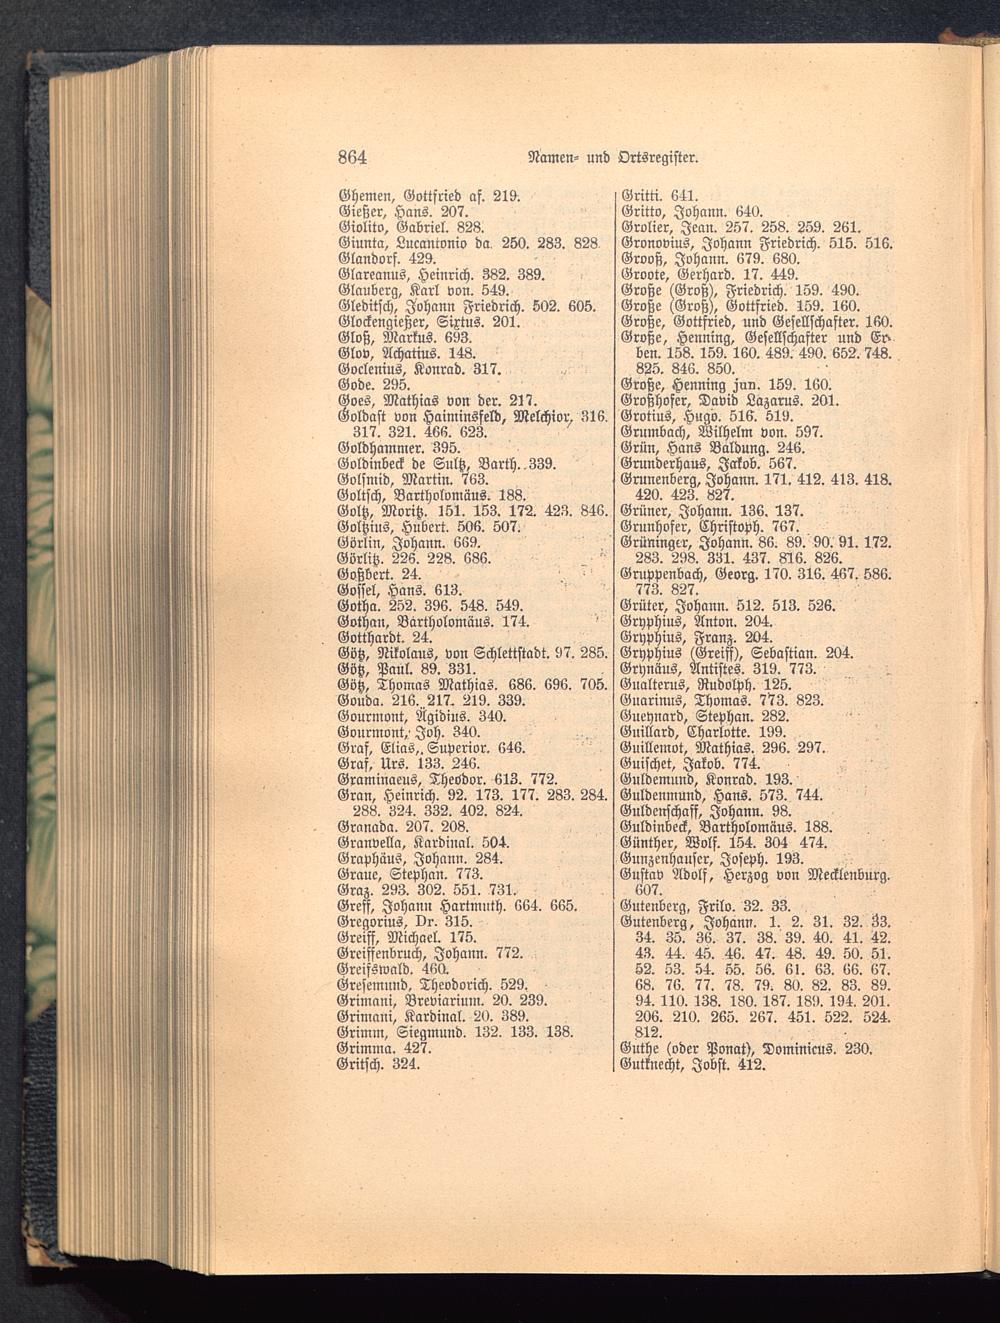 864
Namen- und Ortsregister.
Ghemen, Gottfried af. 219.
Gießer, Hans. 207.
Giolito, Gabriel. 828.
Giunta, Lucantonio da. 250. 283. 828
Glandorf. 429.
Glareanus, Heinrich. 382. 389.
Glauberg, Karl von. 549.
Gleditsch, Johann Friedrich. 502. 605.
Glockengießer, Sixtus. 201.
Gloß, Markus. 693.
Glov, Achatius. 148.
Goclenius, Konrad. 317.
Gode. 295.
Goes, Mathias von der. 217.
Goldast von Haiminsfeld, Melchior. 316.
317. 321. 466. 623.
Goldhammer. 395.
Goldinbeck de Sultz, Barth. 339.
Golsmid, Martin. 763.
Goltsch, Bartholomäus. 188.
Goltz, Moritz. 151. 153. 172. 423. 846.
Goltzius, Hubert. 506. 507.
Görlin, Johann. 669.
Görlitz. 226. 228. 686.
Goßbert. 24.
Gossel, Hans. 613.
Gotha. 252. 396. 548. 549.
Gothan, Bartholomäus. 174.
Gotthardt. 24.
Götz, Nikolaus, von Schlettstadt. 97. 285.
Götz, Paul. 89. 331.
Götz, Thomas Mathias. 686. 696. 705.
Gouda. 216. 217. 219. 339.
Gourmont, Ägidius. 340.
Gourmont, Joh. 340.
Graf, Elias, Superior. 646.
Graf, Urs. 133. 246.
Graminaeus, Theodor. 613. 772.
Gran, Heinrich. 92. 173. 177. 283. 284.
288. 324. 332. 402. 824.
Granada. 207. 208.
Granvella, Kardinal. 504.
Graphäus, Johann. 284.
Graue, Stephan. 773.
Graz. 293. 302. 551. 731.
Greff, Johann Hartmuth. 664. 665.
Gregorius, Dr. 315.
Greiff, Michael. 175.
Greiffenbruch, Johann. 772.
Greifswald. 460.
Gresemund, Theodorich. 529.
Grimani, Breviarium. 20. 239.
Grimani, Kardinal. 20. 389.
Grimm, Siegmund. 132. 133. 138.
Grimma. 427.
Gritsch. 324.
Gritti. 641.
Gritto, Johann. 640.
Grolier, Jean. 257. 258. 259. 261.
Gronovius, Johann Friedrich. 515. 516.
Grooß, Johann. 679. 680.
Groote, Gerhard. 17. 449.
Große (Groß), Friedrich. 159. 490.
Große (Groß), Gottfried. 159. 160.
Große, Gottfried, und Gesellschafter. 160.
Große, Henning, Gesellschafter und Er-
ben. 158. 159. 160. 489. 490. 652. 748.
825. 846. 850.
Große, Henning jun. 159. 160.
Großhofer, David Lazarus. 201.
Grotius, Hugo. 516. 519.
Grumbach, Wilhelm von. 597.
Grün, Hans Baldung. 246.
Grunderhaus, Jakob. 567.
Grunenberg, Johann. 171. 412. 413. 418.
420. 423. 827.
Grüner, Johann. 136. 137.
Grunhofer, Christoph. 767.
Grüninger, Johann. 86. 89. 90. 91. 172.
283. 298. 331. 437. 816. 826.
Gruppenbach, Georg. 170. 316. 467. 586.
773. 827.
Grüter, Johann. 512. 513. 526.
Gryphius, Anton. 204.
Gryphius, Franz. 204.
Gryphius (Greiff), Sebastian. 204.
Grynäus, Antistes. 319. 773.
Gualterus, Rudolph. 125.
Guarinus, Thomas. 773. 823.
Gueynard, Stephan. 282.
Guillard, Charlotte. 199.
Guillemot, Mathias. 296. 297.
Guischet, Jakob. 774.
Guldemund, Konrad. 193.
Guldenmund, Hans. 573. 744.
Guldenschaff, Johann. 98.
Guldinbeck, Bartholomäus. 188.
Günther, Wolf. 154. 304 474.
Gunzenhauser, Joseph. 193.
Gustav Adolf, Herzog von Mecklenburg.
607.
Gutenberg, Frilo. 32. 33.
Gutenberg, Johann. 1. 2. 31. 32. 33.
34. 35. 36. 37. 38. 39. 40. 41. 42.
43. 44. 45. 46. 47. 48. 49. 50. 51.
52. 53. 54. 55. 56. 61. 63. 66. 67.
68. 76. 77. 78. 79. 80. 82. 83. 89.
94. 110. 138. 180. 187. 189. 194. 201.
206. 210. 265. 267. 451. 522. 524.
812.
Guthe (oder Ponat), Dominicus. 230.
Gutknecht, Jobst. 412.